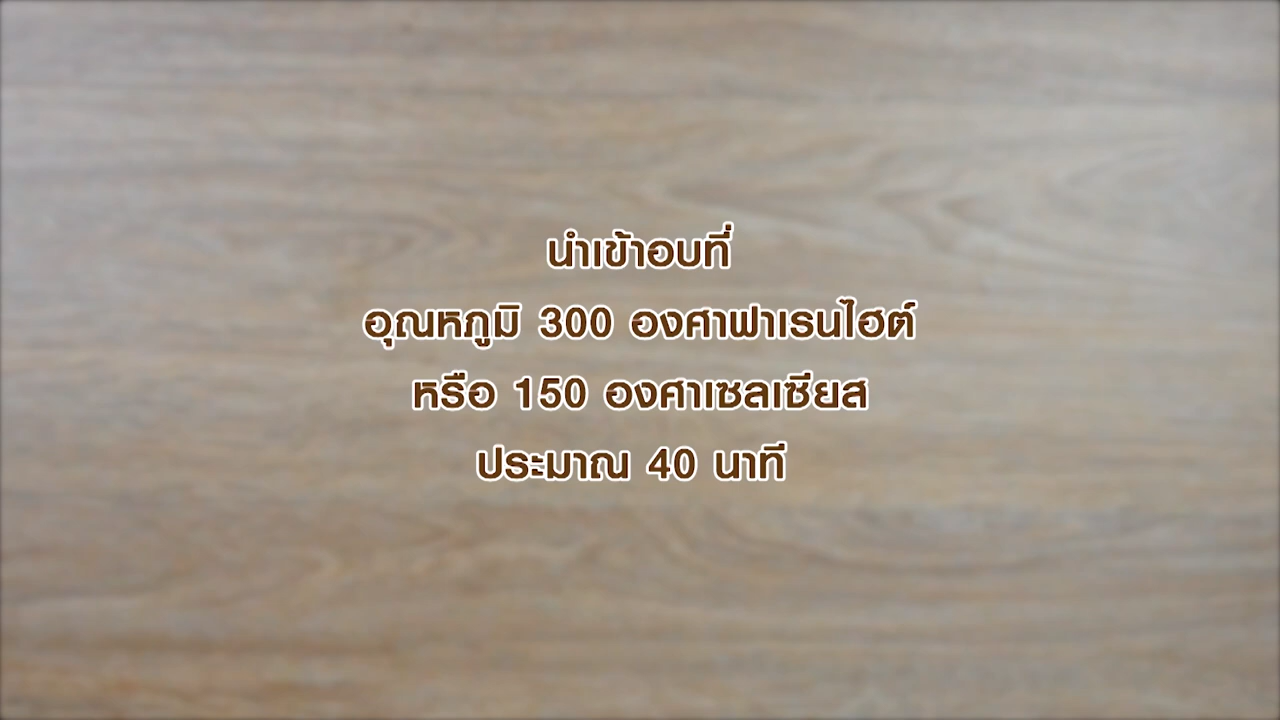 นำเข้าอบที่
อุณหภูมิ 300 องศาฟาเรนไฮต์
หรือ 150 องศาเซลเซียส
ประมาณ 40 นาที